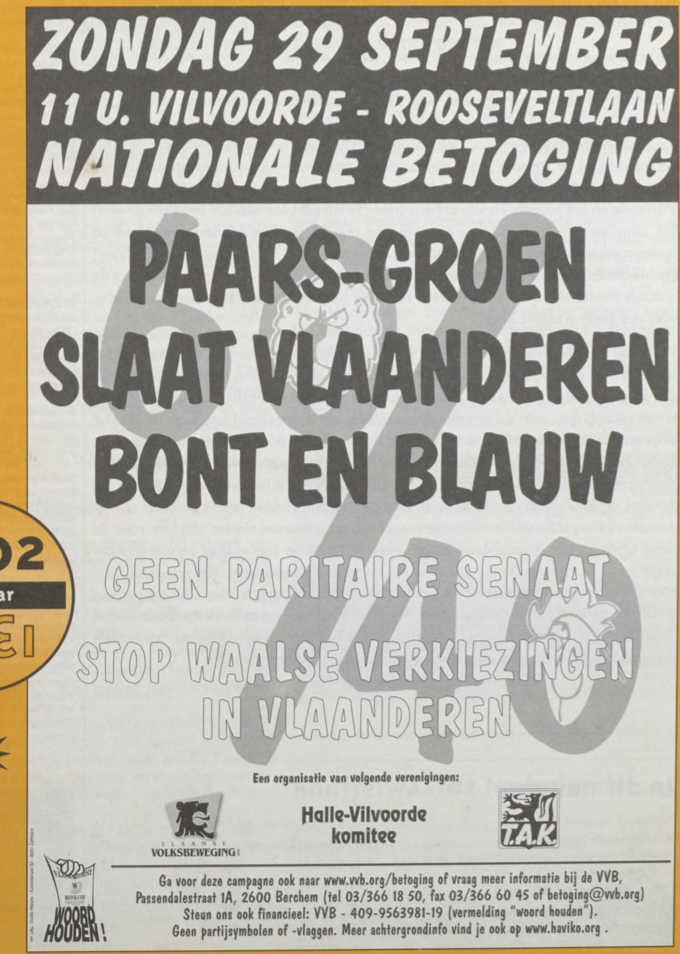 ZONDAG 29 SEPTEMBER
11 U. VILVOORDE - ROOSEVELTLAAN
NATIONALE BETOGING
60/40
PAARS-GROEN
SLAAT VLAANDEREN
BONT EN BLAUW
02
ar
EI
GEEN PARITAIRE SENAAT
STOP WAALSE VERKIEZINGEN
IN VLAANDEREN
Een organisatie van volgende verenigingen:
VLAAMSE
VOLKSBEWEGING
Halle-Vilvoorde
komitee
T.A.K
WOORD
HOUDEN!
Ga voor deze campagne ook naar www.vvb.org/betoging of vraag meer informatie bij de VVB,
Passendalestraat 1A, 2600 Berchem (tel 03/366 18 50, fax 03/366 60 45 of betoging@vvb.org)
Steun ons ook financieel: VVB - 409-9563981-19 (vermelding "woord houden").
Geen partijsymbolen of -vlaggen. Meer achtergrondinfo vind je ook op www.haviko.org .